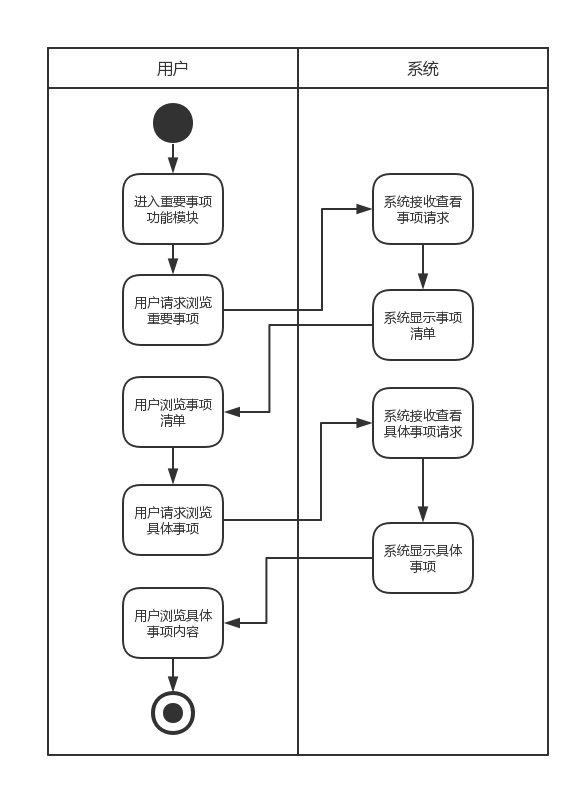 用户
系统
进入重要事项
功能模块
用户请求浏览
重要事项
系统接收查看
事项请求
系统显示事项
清单
用户浏览事项
清单
用户请求浏览
具体事项
系统接收查看
具体事项请求
系统显示具体
事项
用户浏览具体
事项内容